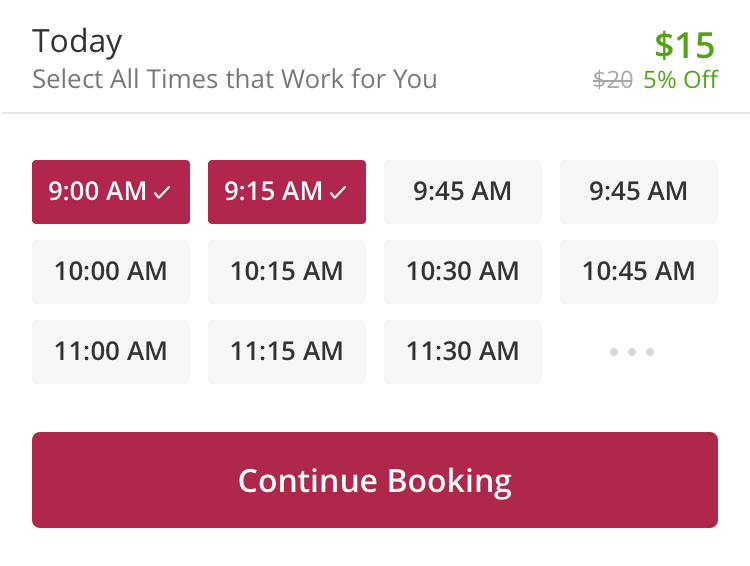 Today
$15
Select All Times that Work for You
$20 5% Off
9:00 AM ✓ 9:15 AM ✓ 9:45 AM 9:45 AM
10:00 AM 10:15 AM 10:30 AM 10:45 AM
11:00 AM 11:15 AM 11:30 AM
Continue Booking